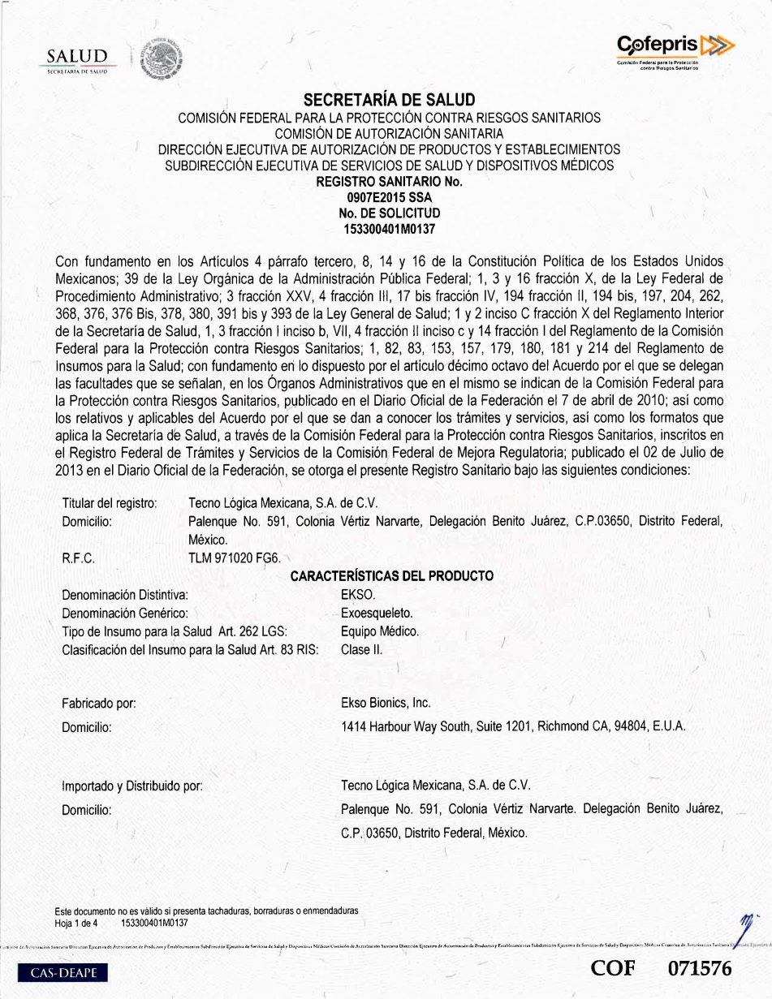 SALUD
SECRETARÍA DE SALUD
Cofepris
Comisión Federal para la Protección
contra Riesgos Sanitarios
SECRETARÍA DE SALUD
COMISIÓN FEDERAL PARA LA PROTECCIÓN CONTRA RIESGOS SANITARIOS
COMISIÓN DE AUTORIZACIÓN SANITARIA
DIRECCIÓN EJECUTIVA DE AUTORIZACIÓN DE PRODUCTOS Y ESTABLECIMIENTOS
SUBDIRECCIÓN EJECUTIVA DE SERVICIOS DE SALUD Y DISPOSITIVOS MÉDICOS
REGISTRO SANITARIO No.
0907E2015 SSA
No. DE SOLICITUD
153300401M0137
Con fundamento en los Artículos 4 párrafo tercero, 8, 14 y 16 de la Constitución Política de los Estados Unidos
Mexicanos; 39 de la Ley Orgánica de la Administración Pública Federal; 1, 3 y 16 fracción X, de la Ley Federal de
Procedimiento Administrativo; 3 fracción XXV, 4 fracción III, 17 bis fracción IV, 194 fracción II, 194 bis, 197, 204, 262,
368, 376, 376 Bis, 378, 380, 391 bis y 393 de la Ley General de Salud; 1 y 2 inciso C fracción X del Reglamento Interior
de la Secretaría de Salud, 1, 3 fracción I inciso b, VII, 4 fracción II inciso c y 14 fracción I del Reglamento de la Comisión
Federal para la Protección contra Riesgos Sanitarios; 1, 82, 83, 153, 157, 179, 180, 181 y 214 del Reglamento de
Insumos para la Salud; con fundamento en lo dispuesto por el artículo décimo octavo del Acuerdo por el que se delegan
las facultades que se señalan, en los Órganos Administrativos que en el mismo se indican de la Comisión Federal para
la Protección contra Riesgos Sanitarios, publicado en el Diario Oficial de la Federación el 7 de abril de 2010; así como
los relativos y aplicables del Acuerdo por el que se dan a conocer los trámites y servicios, así como los formatos que
aplica la Secretaría de Salud, a través de la Comisión Federal para la Protección contra Riesgos Sanitarios, inscritos en
el Registro Federal de Trámites y Servicios de la Comisión Federal de Mejora Regulatoria; publicado el 02 de Julio de
2013 en el Diario Oficial de la Federación, se otorga el presente Registro Sanitario bajo las siguientes condiciones:
Titular del registro: Tecno Lógica Mexicana, S.A. de C.V.
Domicilio: Palenque No. 591, Colonia Vértiz Narvarte, Delegación Benito Juárez, C.P.03650, Distrito Federal,
México.
R.F.C. TLM 971020 FG6.
CARACTERÍSTICAS DEL PRODUCTO
Denominación Distintiva: EKSO.
Denominación Genérico: Exoesqueleto.
Tipo de Insumo para la Salud Art. 262 LGS: Equipo Médico.
Clasificación del Insumo para la Salud Art. 83 RIS: Clase II.
Fabricado por: Ekso Bionics, Inc.
Domicilio: 1414 Harbour Way South, Suite 1201, Richmond CA, 94804, E.U.A.
Importado y Distribuido por: Tecno Lógica Mexicana, S.A. de C.V.
Domicilio: Palenque No. 591, Colonia Vértiz Narvarte. Delegación Benito Juárez,
C.P. 03650, Distrito Federal, México.
Este documento no es válido si presenta tachaduras, borraduras o enmendaduras
Hoja 1 de 4 153300401M0137
CAS-DEAPE
COF 071576